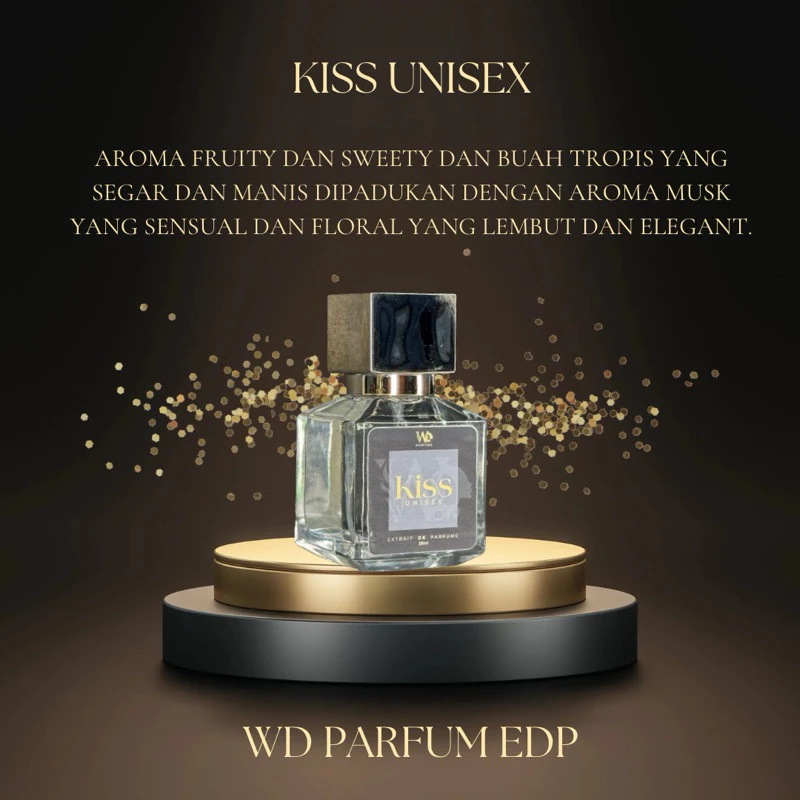 KISS UNISEX
AROMA FRUITY DAN SWEETY DAN BUAH TROPIS YANG
SEGAR DAN MANIS DIPADUKAN DENGAN AROMA MUSK
YANG SENSUAL DAN FLORAL YANG LEMBUT DAN ELEGANT.
WD
Kiss
UNISEX
EXTRAIT DE PARFUME
WD PARFUM EDP